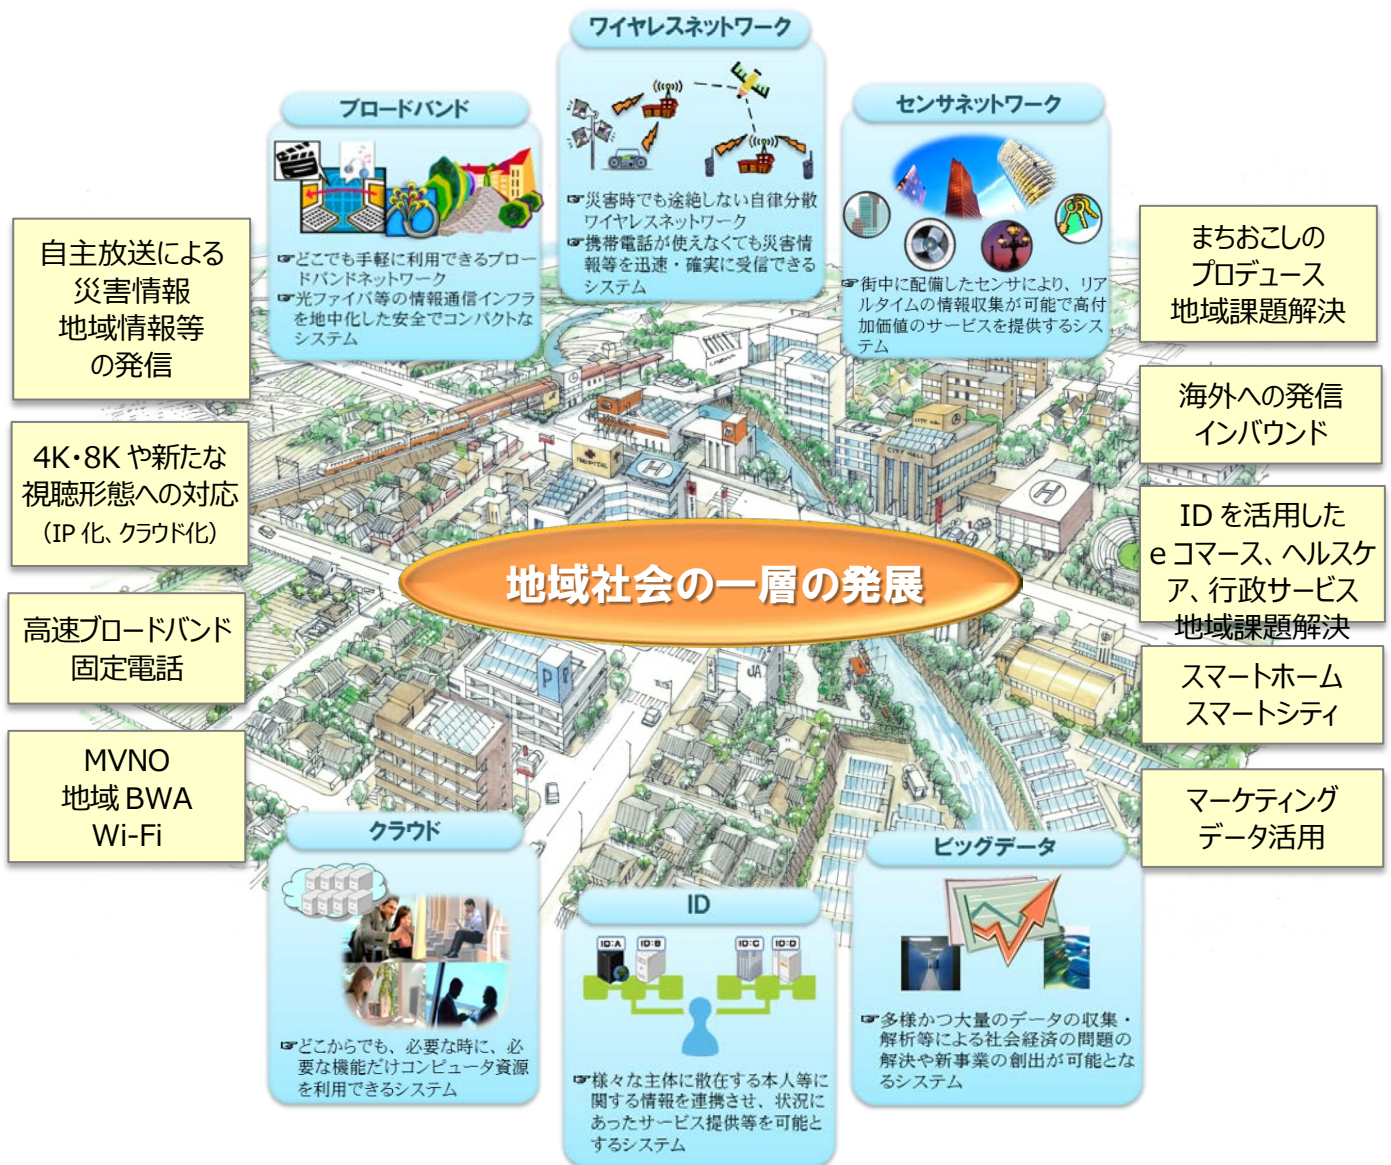 ワイヤレスネットワーク
☞災害時でも途絶しない自律分散
ワイヤレスネットワーク
☞携帯電話が使えなくても災害情
報等を迅速・確実に受信できる
システム
ブロードバンド
☞どこでも手軽に利用できるブロー
ドバンドネットワーク
☞光ファイバ等の情報通信インフラ
を地中化した安全でコンパクトな
システム
センサネットワーク
☞街中に配備したセンサにより、リア
ルタイムの情報収集が可能で高付
加価値のサービスを提供するシス
テム
自主放送による
災害情報
地域情報等
の発信
4K・8Kや新たな
視聴形態への対応
（IP化、クラウド化）
高速ブロードバンド
固定電話
MVNO
地域BWA
Wi-Fi
まちおこしの
プロデュース
地域課題解決
海外への発信
インバウンド
IDを活用した
eコマース、ヘルスケ
ア、行政サービス
地域課題解決
スマートホーム
スマートシティ
マーケティング
データ活用
HOSPITAL
H
CITY HALL
CITY HALL
H
地域社会の一層の発展
P
JA
クラウド
☞どこからでも、必要な時に、必
要な機能だけコンピュータ資源
を利用できるシステム
ID
ID:A
ID:B
ID:C
ID:D
☞様々な主体に散在する本人等に
関する情報を連携させ、状況に
あったサービス提供等を可能と
するシステム
ビッグデータ
☞多様かつ大量のデータの収集・
解析等による社会経済の問題の
解決や新事業の創出が可能とな
るシステム